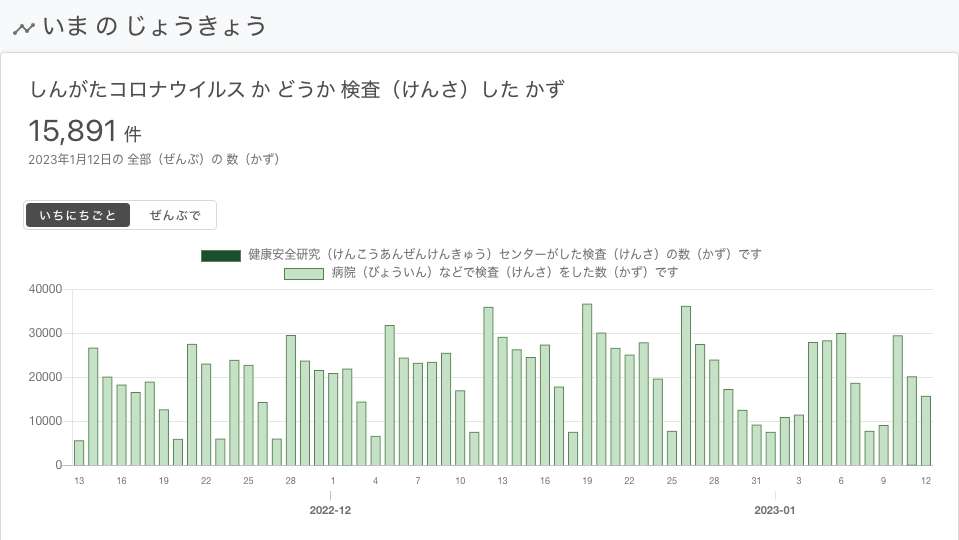 いま の じょうきょう
しんがたコロナウイルス か どうか 検査（けんさ）した かず
15,891 件
2023年1月12日の 全部（ぜんぶ）の 数（かず）
いちにちごと ぜんぶで
健康安全研究（けんこうあんぜんけんきゅう）センターがした検査（けんさ）の数（かず）です
病院（びょういん）などで検査（けんさ）をした数（かず）です
40000
30000
20000
10000
0
13 16 19 22 25 28 1 4 7 10 13 16 19 22 25 28 31 3 6 9 12
2022-12 2023-01